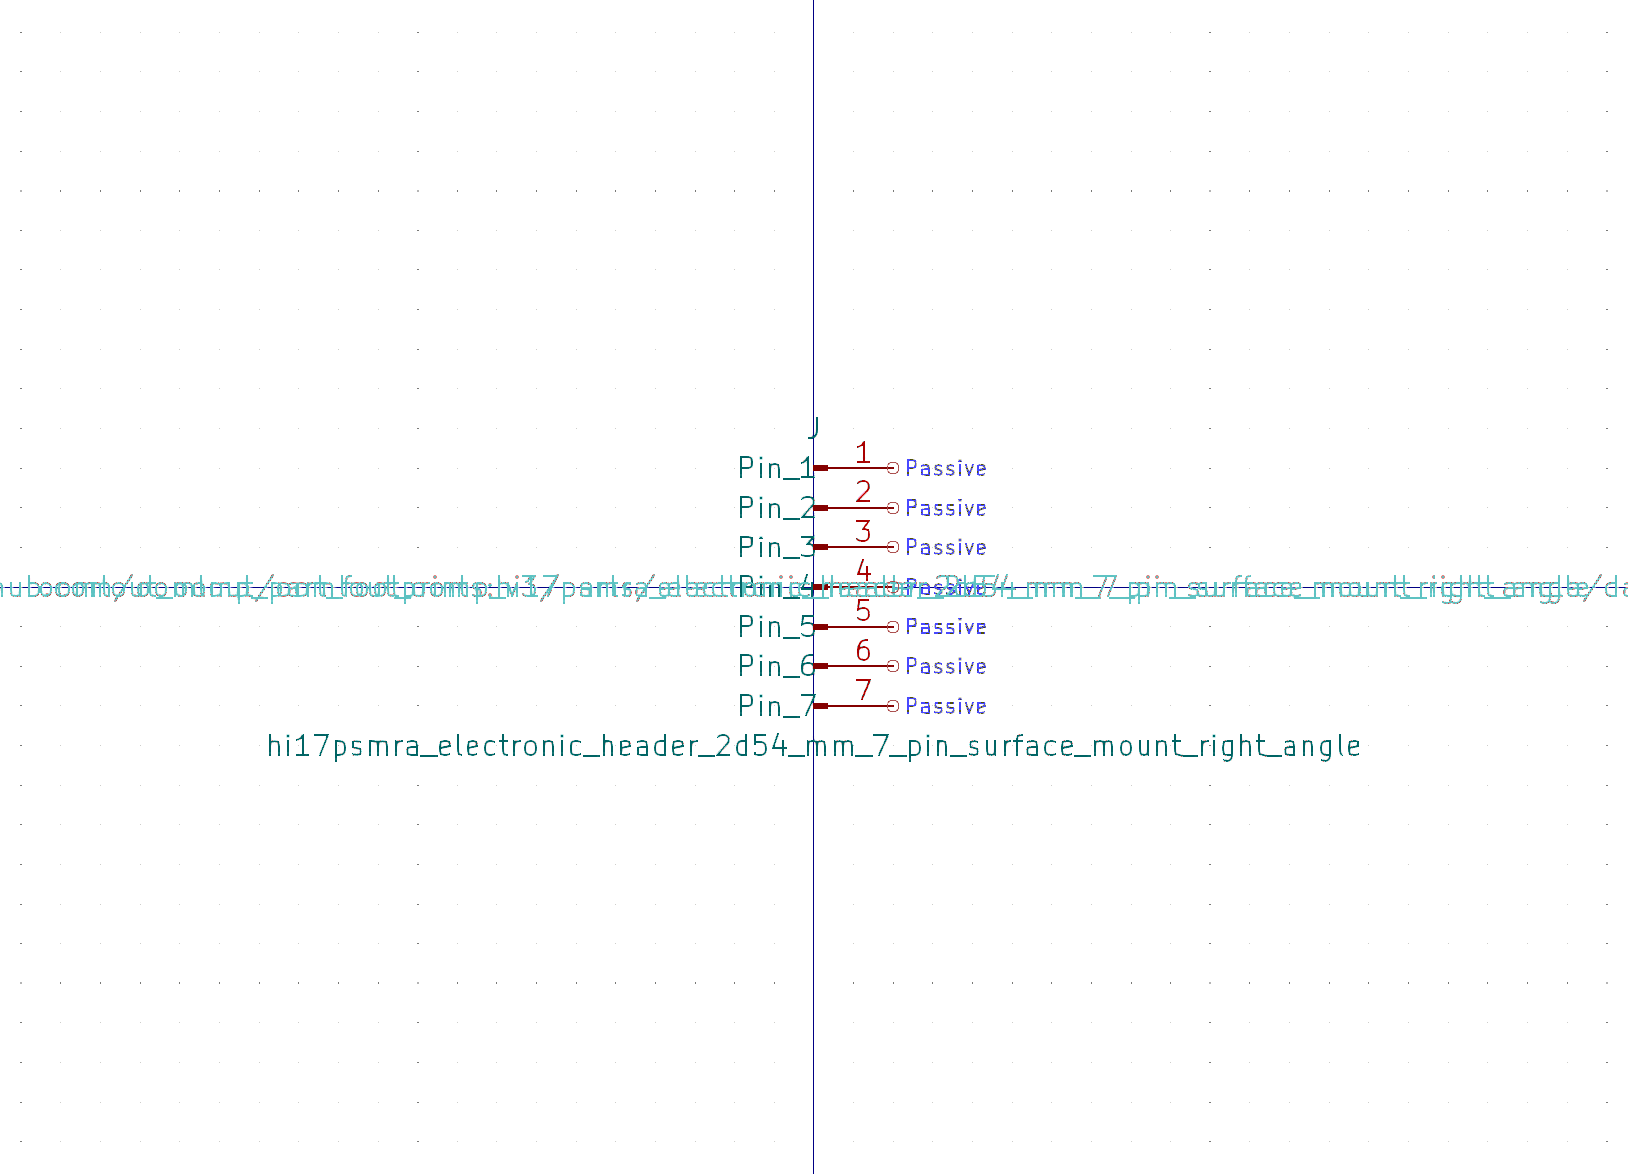 J
Pin_1 1 Passive
Pin_2 2 Passive
Pin_3 3 Passive
Pin_4 4 Passive
Pin_5 5 Passive
Pin_6 6 Passive
Pin_7 7 Passive
hi17psmra_electronic_header_2d54_mm_7_pin_surface_mount_right_angle